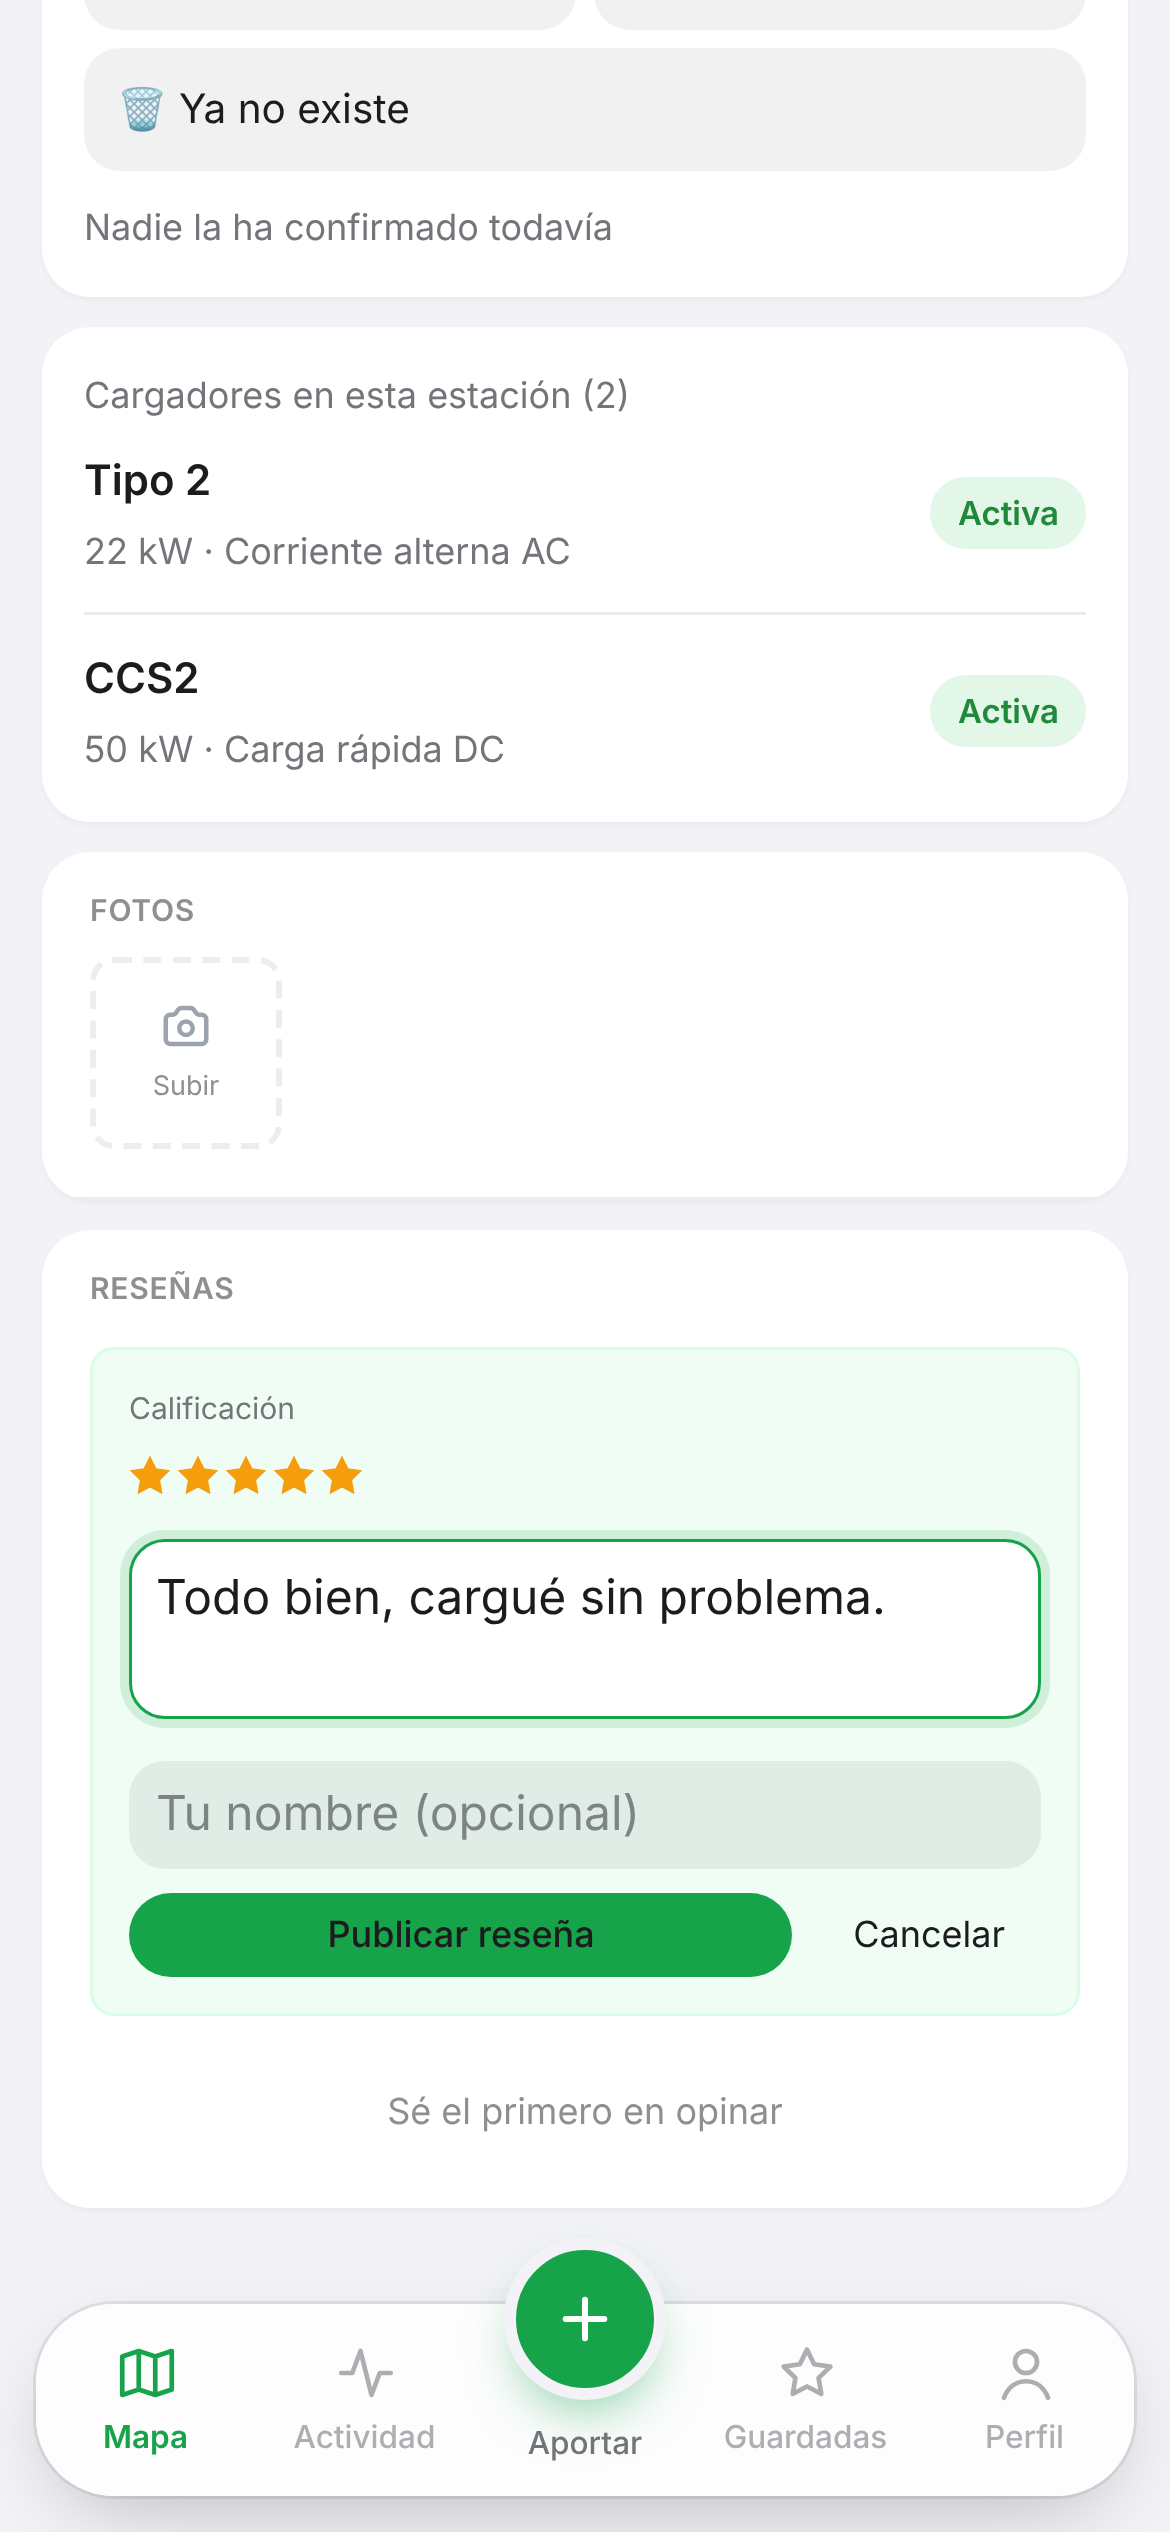 Ya no existe
Nadie la ha confirmado todavía
Cargadores en esta estación (2)
Tipo 2
22 kW · Corriente alterna AC
Activa
CCS2
50 kW · Carga rápida DC
Activa
FOTOS
Subir
RESEÑAS
Calificación
Todo bien, cargué sin problema.
Tu nombre (opcional)
Publicar reseña
Cancelar
Sé el primero en opinar
Mapa
Actividad
Aportar
Guardadas
Perfil